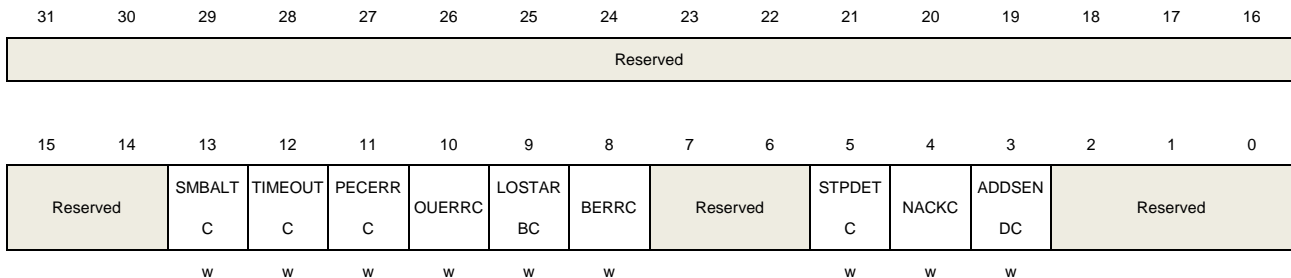 31 30 29 28 27 26 25 24 23 22 21 20 19 18 17 16
Reserved
15 14 13 12 11 10 9 8 7 6 5 4 3 2 1 0
Reserved SMBALT C TIMEOUT C PECERR C OUERRC LOSTAR BC BERRC Reserved STPDET C NACKC ADDSEN DC Reserved
w w w w w w w w w